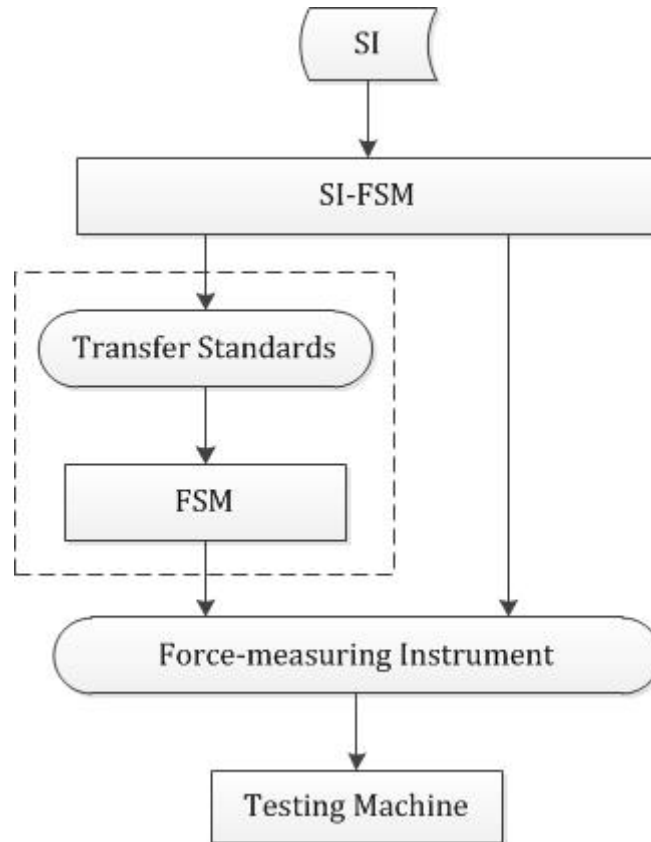 SI
SI-FSM
Transfer Standards
FSM
Force-measuring Instrument
Testing Machine